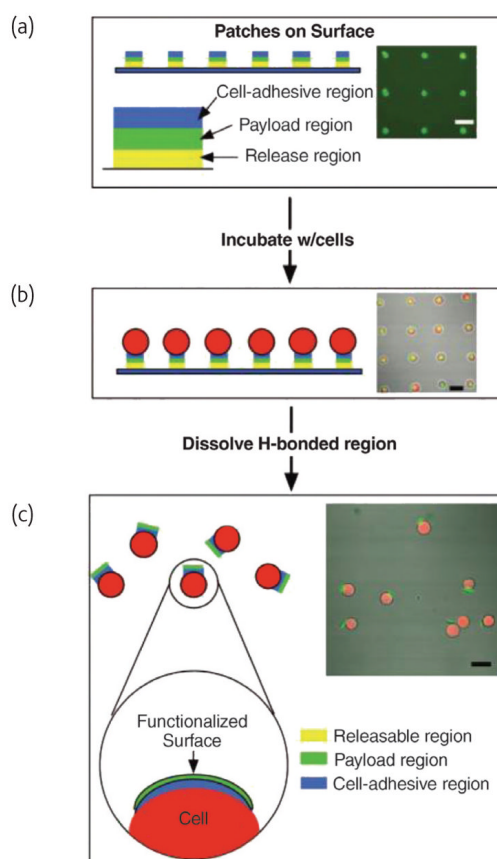 (a)
Patches on Surface
Cell-adhesive region
Payload region
Release region
Incubate w/cells
(b)
Dissolve H-bonded region
(c)
Functionalized
Surface
Cell
Releasable region
Payload region
Cell-adhesive region